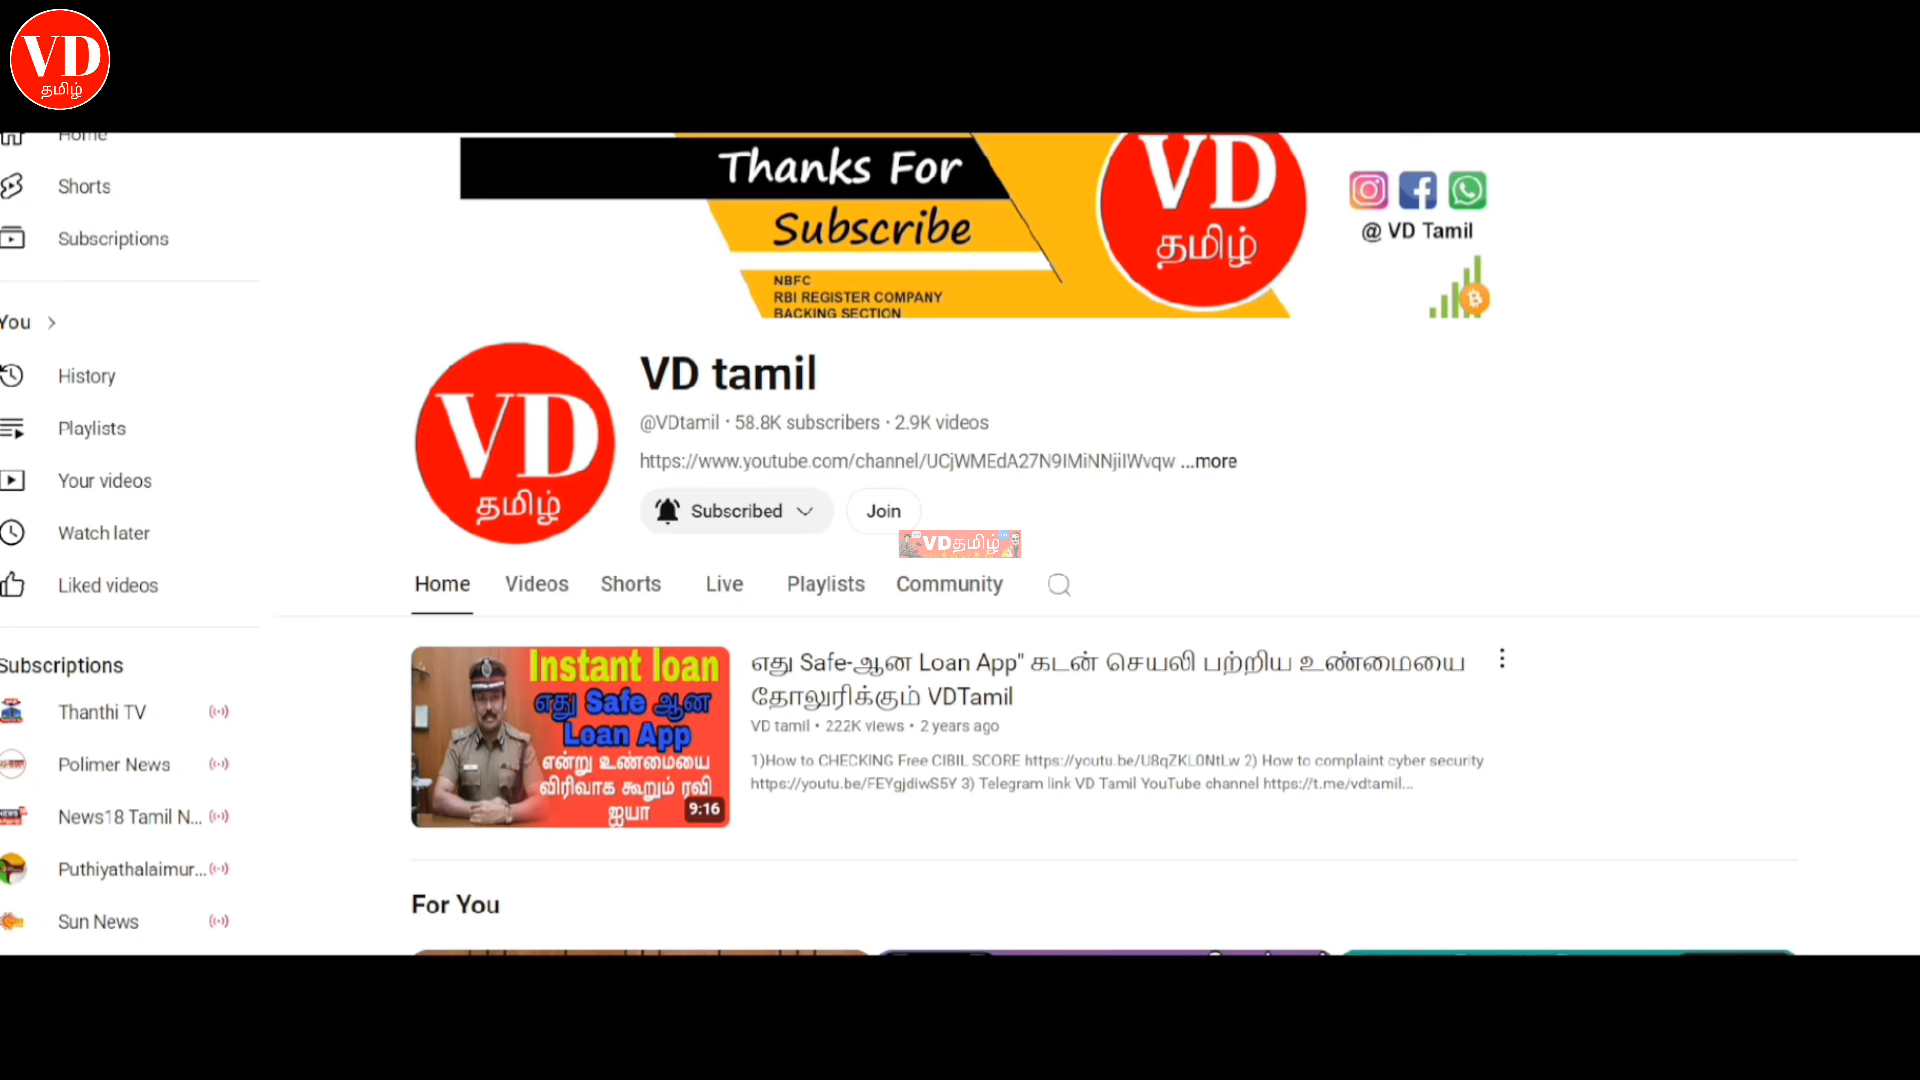 VD
தமிழ்
Home
Shorts
Subscriptions
You
History
Playlists
Your videos
Watch later
Liked videos
Subscriptions
Thanthi TV
Polimer News
News18 Tamil N...
Puthiyathalaimur...
Sun News
Thanks For
Subscribe
NBFC
RBI REGISTER COMPANY
BACKING SECTION
VD
தமிழ்
@ VD Tamil
VD
தமிழ்
VD tamil
@VDtamil · 58.8K subscribers · 2.9K videos
https://www.youtube.com/channel/UCjWMEdA27N9IMiNNjiIWvqw ...more
Subscribed
Join
VDதமிழ்
Home Videos Shorts Live Playlists Community
Instant loan
எது Safe ஆன
Loan App
என்று உண்மையை
விரிவாக கூறும் ரவி
ஐயா
9:16
எது Safe-ஆன Loan App" கடன் செயலி பற்றிய உண்மையை
தோலுரிக்கும் VDTamil
VD tamil • 222K views • 2 years ago
1)How to CHECKING Free CIBIL SCORE https://youtu.be/U8qZKL0NtLw 2) How to complaint cyber security
https://youtu.be/FEYgjdiwS5Y 3) Telegram link VD Tamil YouTube channel https://t.me/vdtamil...
For You